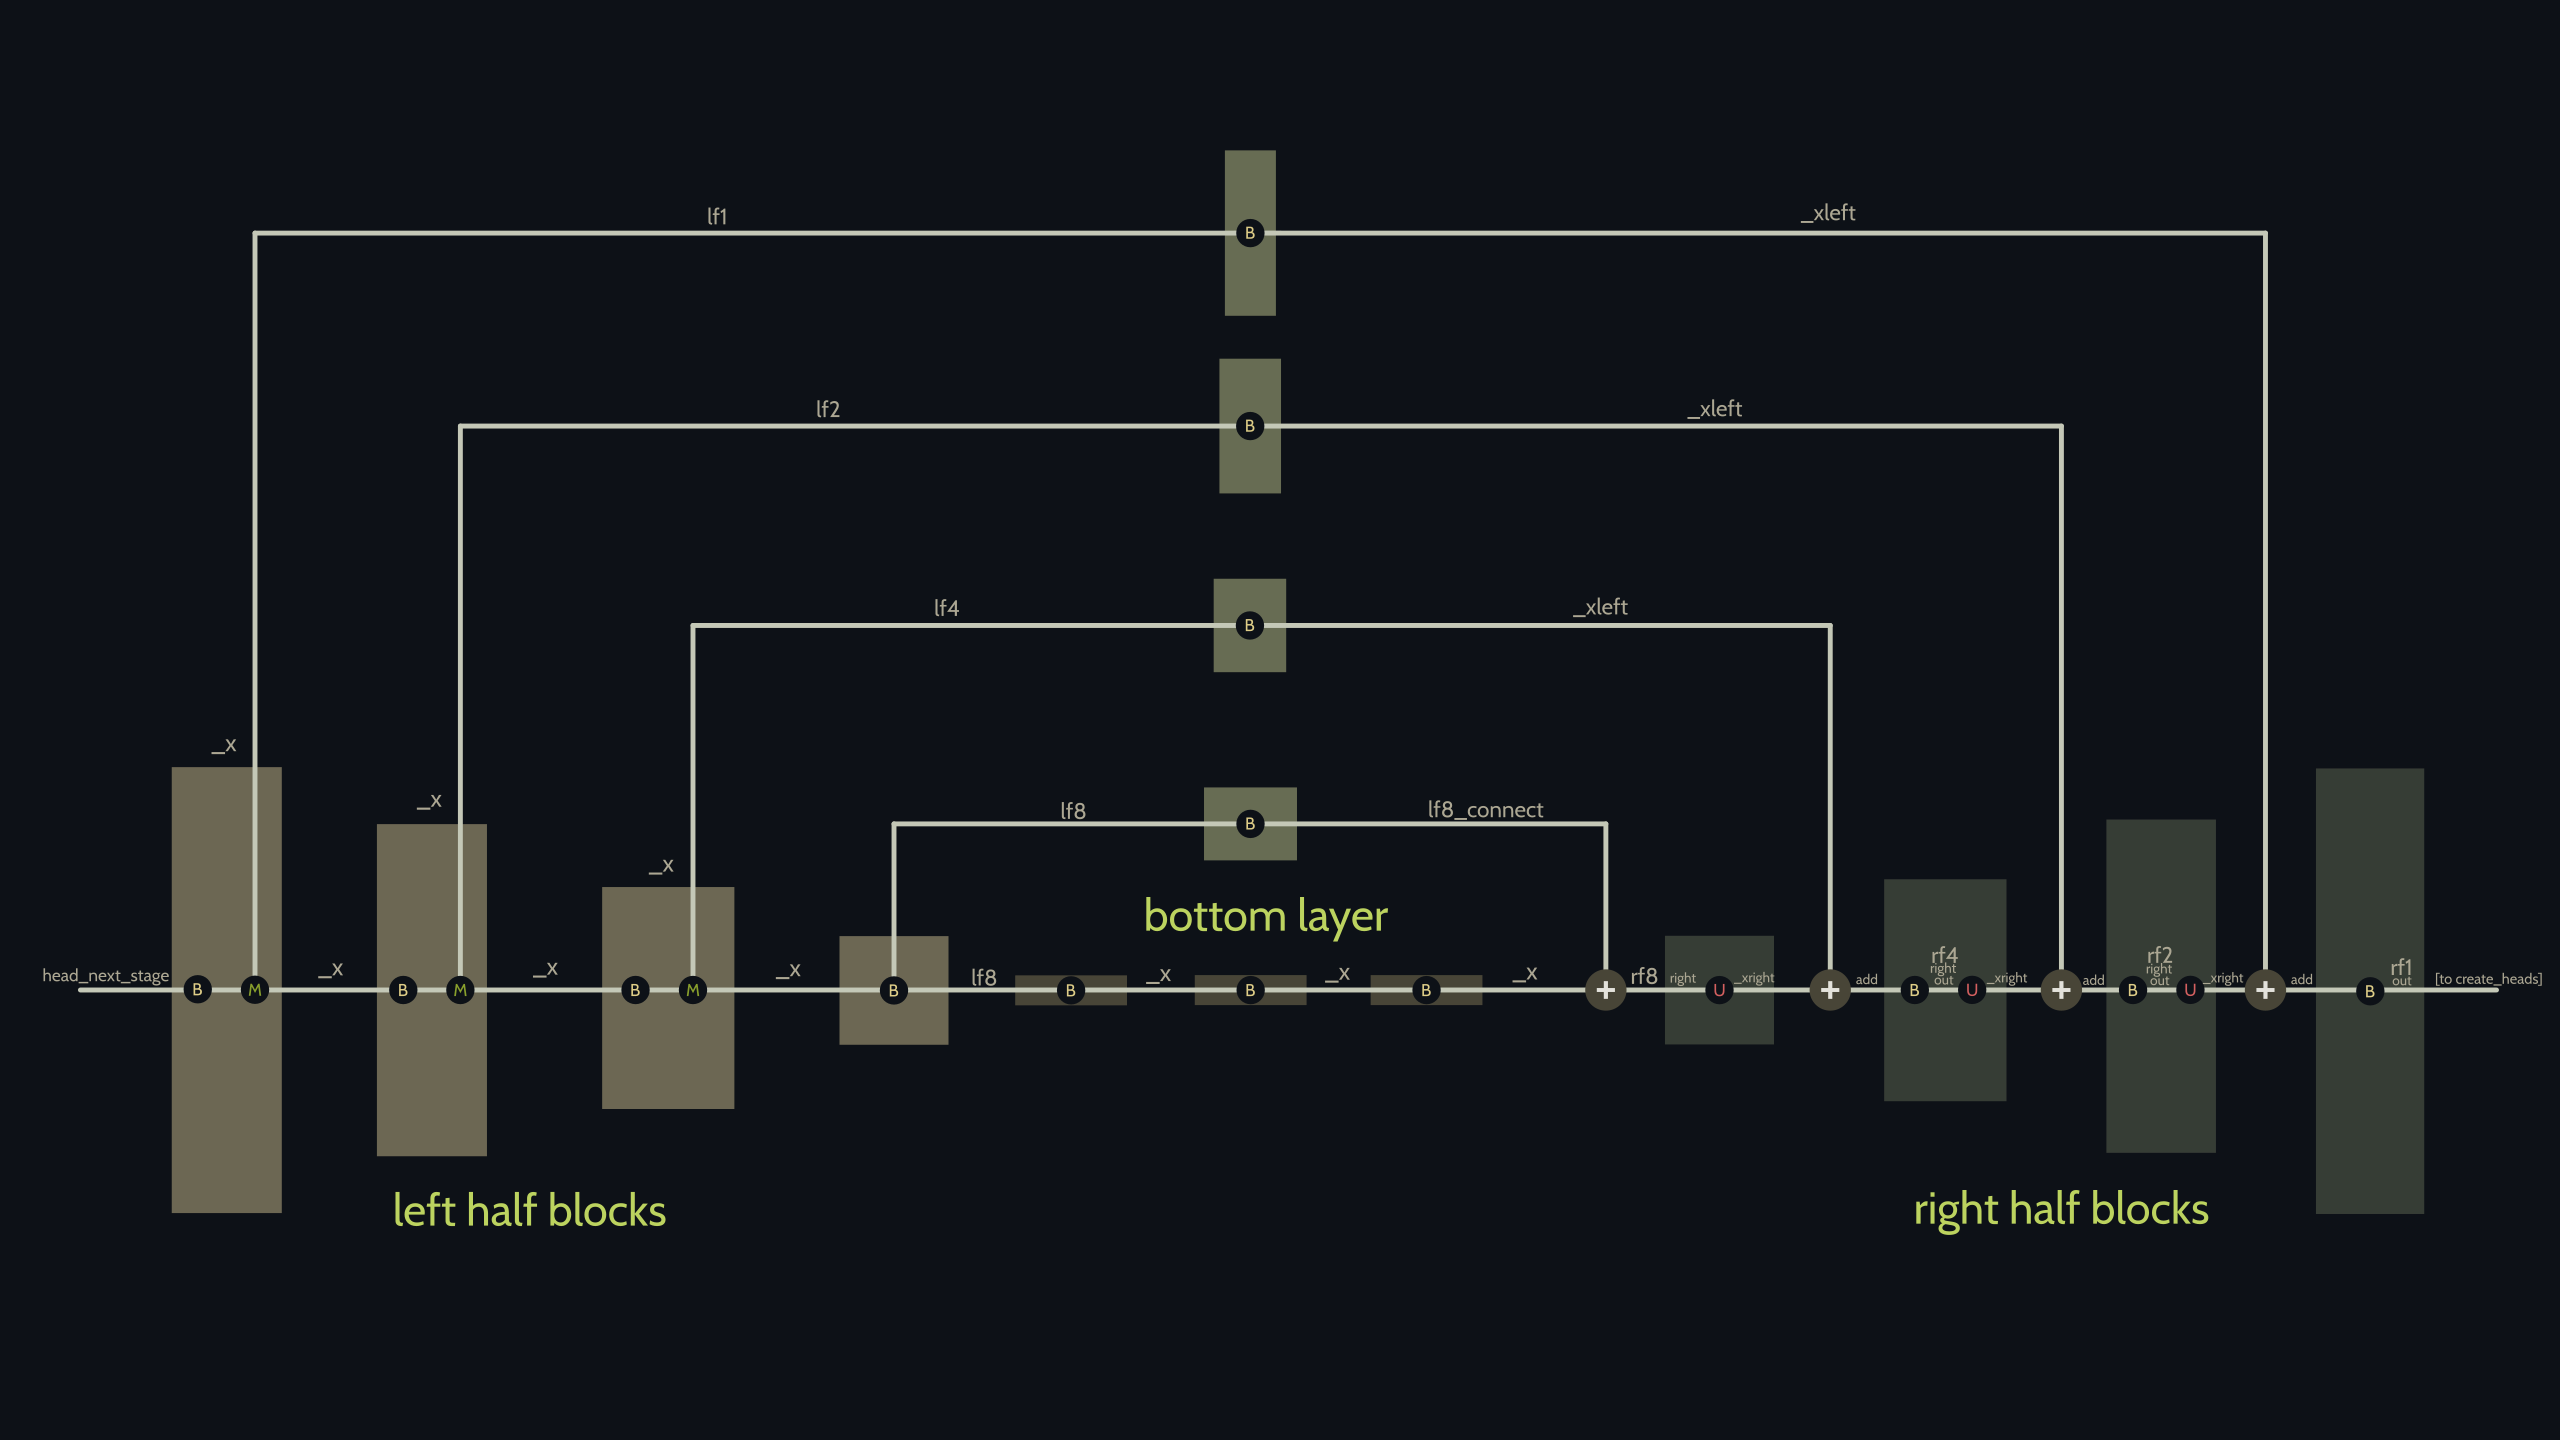 lf1
_xleft
B
lf2
_xleft
B
lf4
_xleft
B
_x
_x
_x
lf8
lf8_connect
B
bottom layer
head_next_stage
B
M
_x
B
M
_x
B
M
_x
B
lf8
B
_x
B
_x
B
_x
+
rf8
right
U
_xright
+
add
rf4
right
out
B
U
_xright
+
add
rf2
right
out
B
U
_xright
+
add
rf1
out
B
[to create_heads]
left half blocks
right half blocks